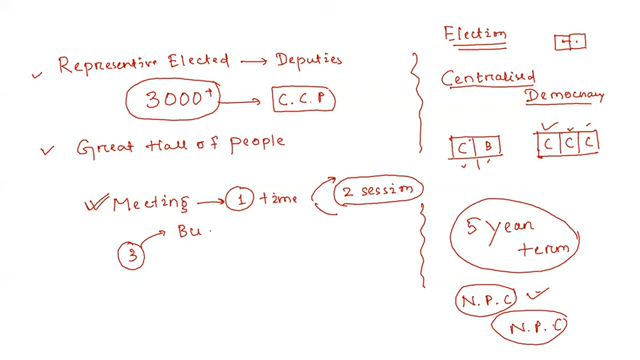 Representive Elected → Deputies
3000+ → C.C.P
Great Hall of people
Meeting → 1 time 2 session
3 Bu
Election
Centralised
Democracy
C B
C C C
5 year
term
N.P.C
N.P.C